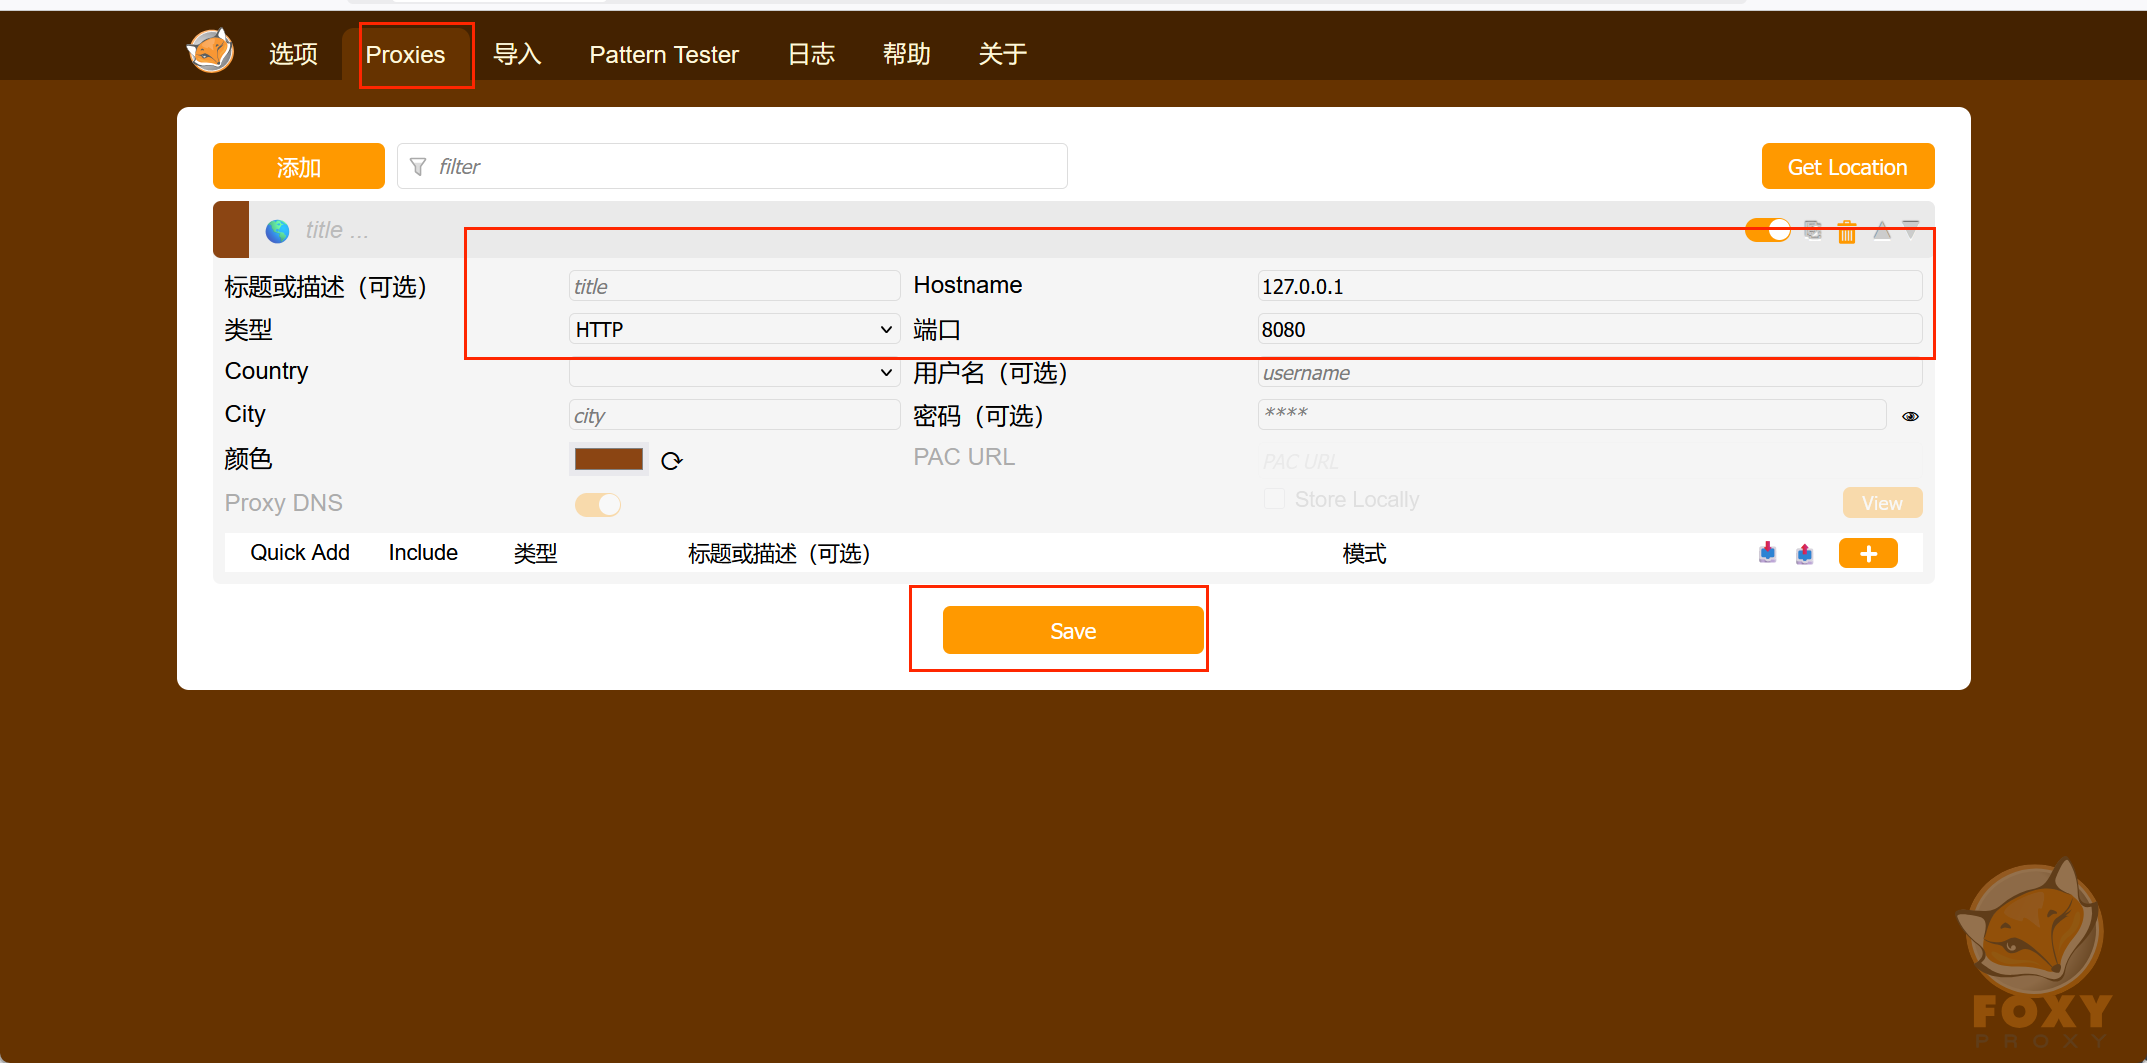 选项 Proxies 导入 Pattern Tester 日志 帮助 关于
添加 filter Get Location
title ...
标题或描述（可选） title Hostname 127.0.0.1
类型 HTTP 端口 8080
Country 用户名（可选） username
City city 密码（可选） ****
颜色 PAC URL PAC URL
Proxy DNS Store Locally View
Quick Add Include 类型 标题或描述（可选） 模式
Save
FOXY
PROXY